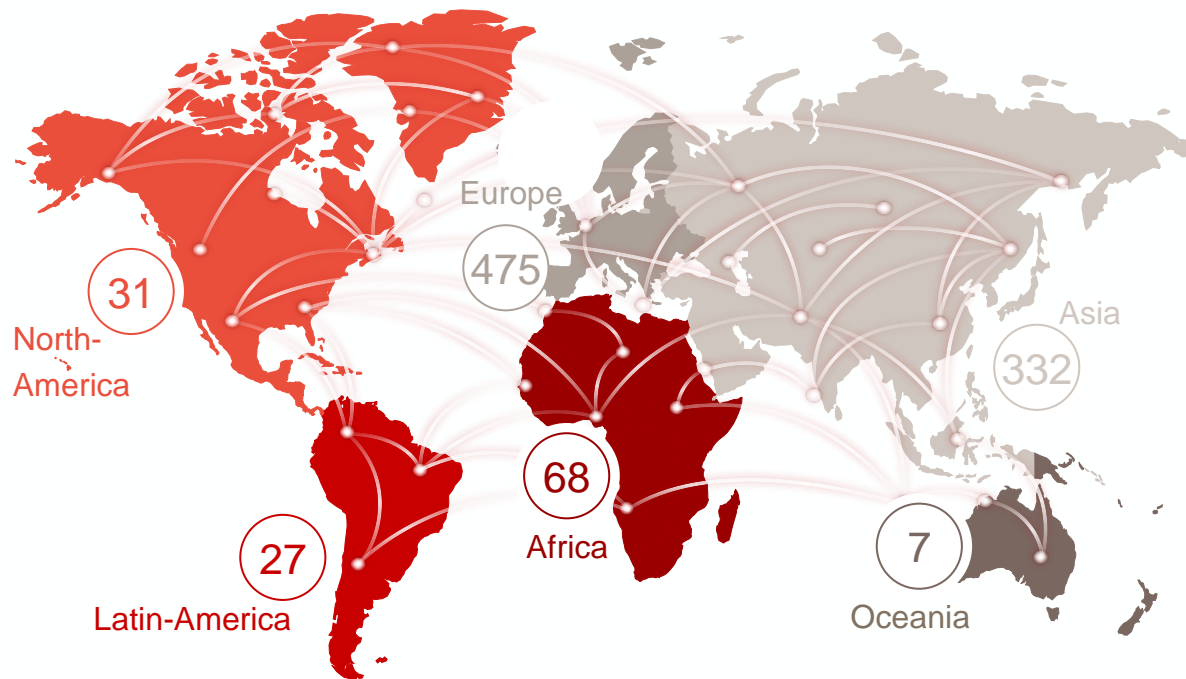 Europe
475
31
North-
America
Asia
332
68
Africa
27
Latin-America
7
Oceania